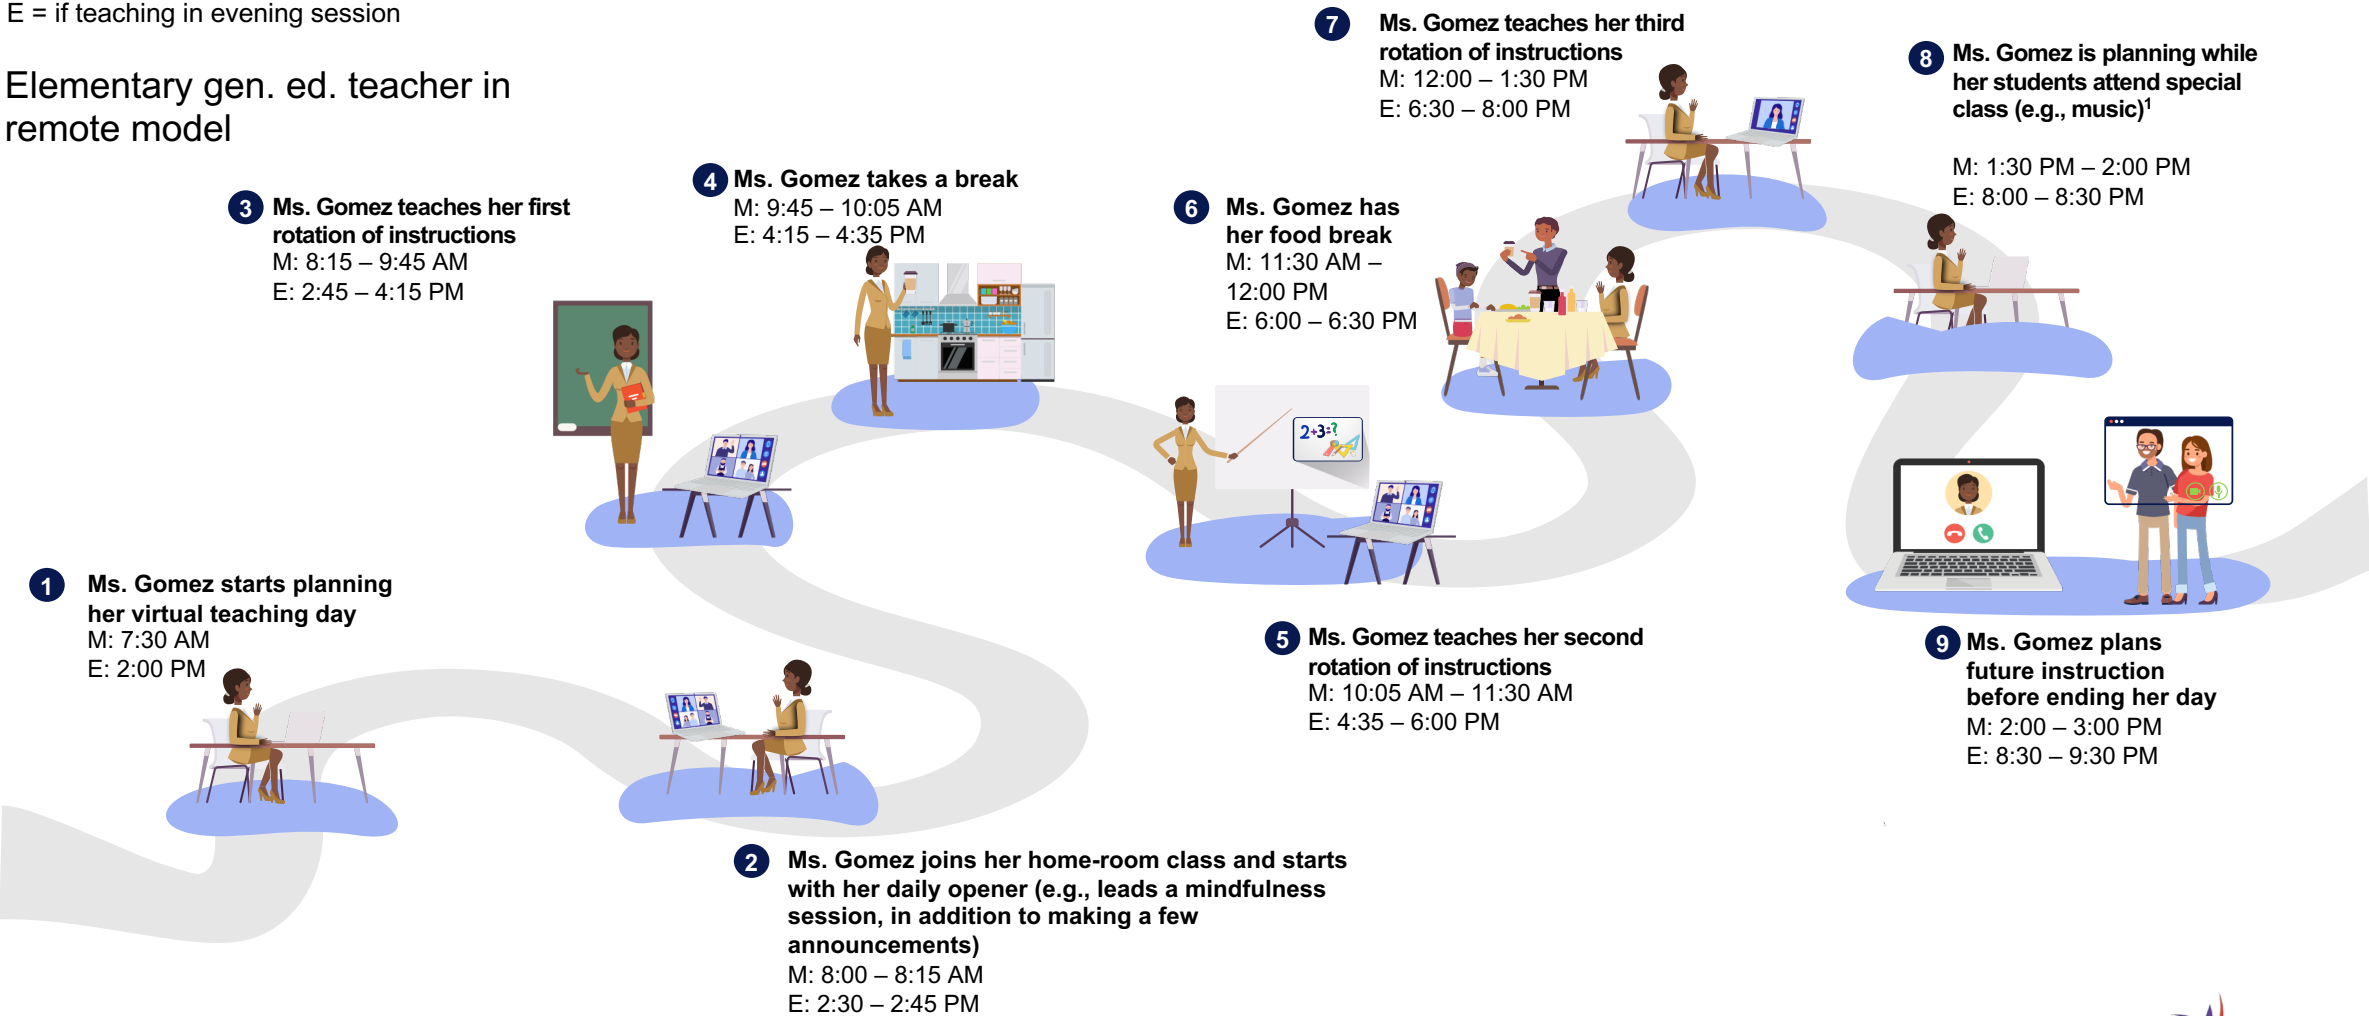 E = if teaching in evening session
Elementary gen. ed. teacher in
remote model
1
Ms. Gomez starts planning
her virtual teaching day
M: 7:30 AM
E: 2:00 PM
2
Ms. Gomez joins her home-room class and starts
with her daily opener (e.g., leads a mindfulness
session, in addition to making a few
announcements)
M: 8:00 – 8:15 AM
E: 2:30 – 2:45 PM
3
Ms. Gomez teaches her first
rotation of instructions
M: 8:15 – 9:45 AM
E: 2:45 – 4:15 PM
4
Ms. Gomez takes a break
M: 9:45 – 10:05 AM
E: 4:15 – 4:35 PM
2+3=?
5
Ms. Gomez teaches her second
rotation of instructions
M: 10:05 AM – 11:30 AM
E: 4:35 – 6:00 PM
6
Ms. Gomez has
her food break
M: 11:30 AM –
12:00 PM
E: 6:00 – 6:30 PM
7
Ms. Gomez teaches her third
rotation of instructions
M: 12:00 – 1:30 PM
E: 6:30 – 8:00 PM
8
Ms. Gomez is planning while
her students attend special
class (e.g., music)¹
M: 1:30 PM – 2:00 PM
E: 8:00 – 8:30 PM
9
Ms. Gomez plans
future instruction
before ending her day
M: 2:00 – 3:00 PM
E: 8:30 – 9:30 PM